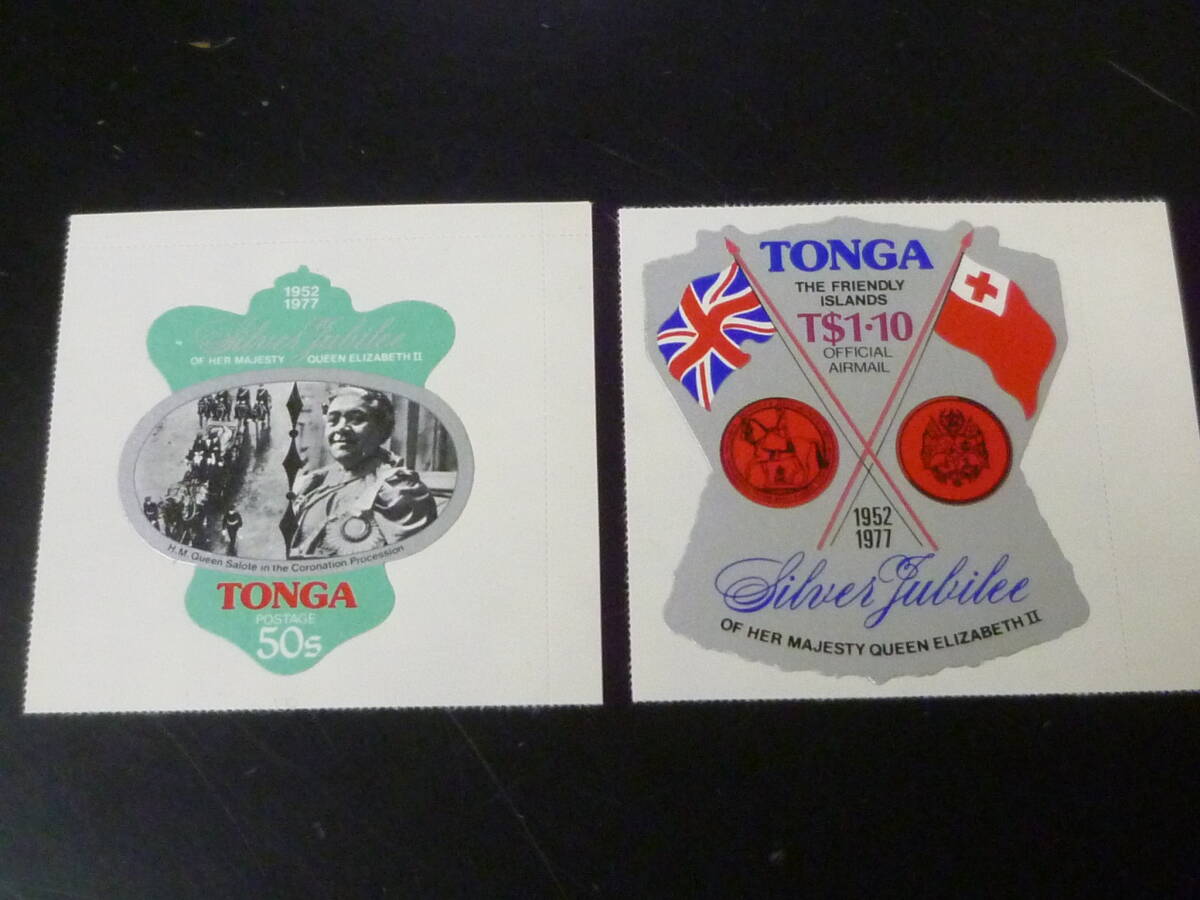 1952
1977
Silver Jubilee
OF HER MAJESTY QUEEN ELIZABETH II
H.M. Queen Salote in the Coronation Procession
TONGA
POSTAGE
50s
TONGA
THE FRIENDLY
ISLANDS
T$1·10
OFFICIAL
AIRMAIL
1952
1977
Silver Jubilee
OF HER MAJESTY QUEEN ELIZABETH II